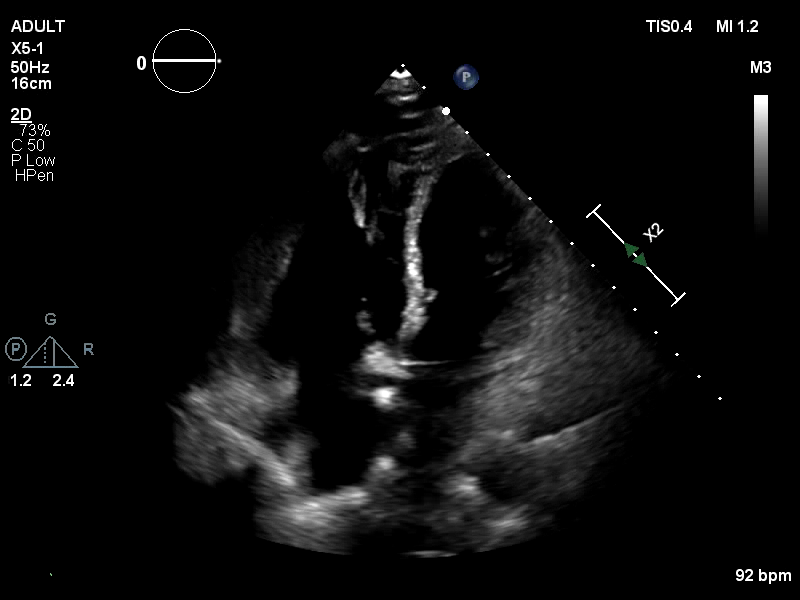 ADULT
X5-1
50Hz
16cm
2D
73%
C 50
P Low
HPen
TIS0.4 MI 1.2
M3
0
P
X2
G
P R
1.2 2.4
92 bpm